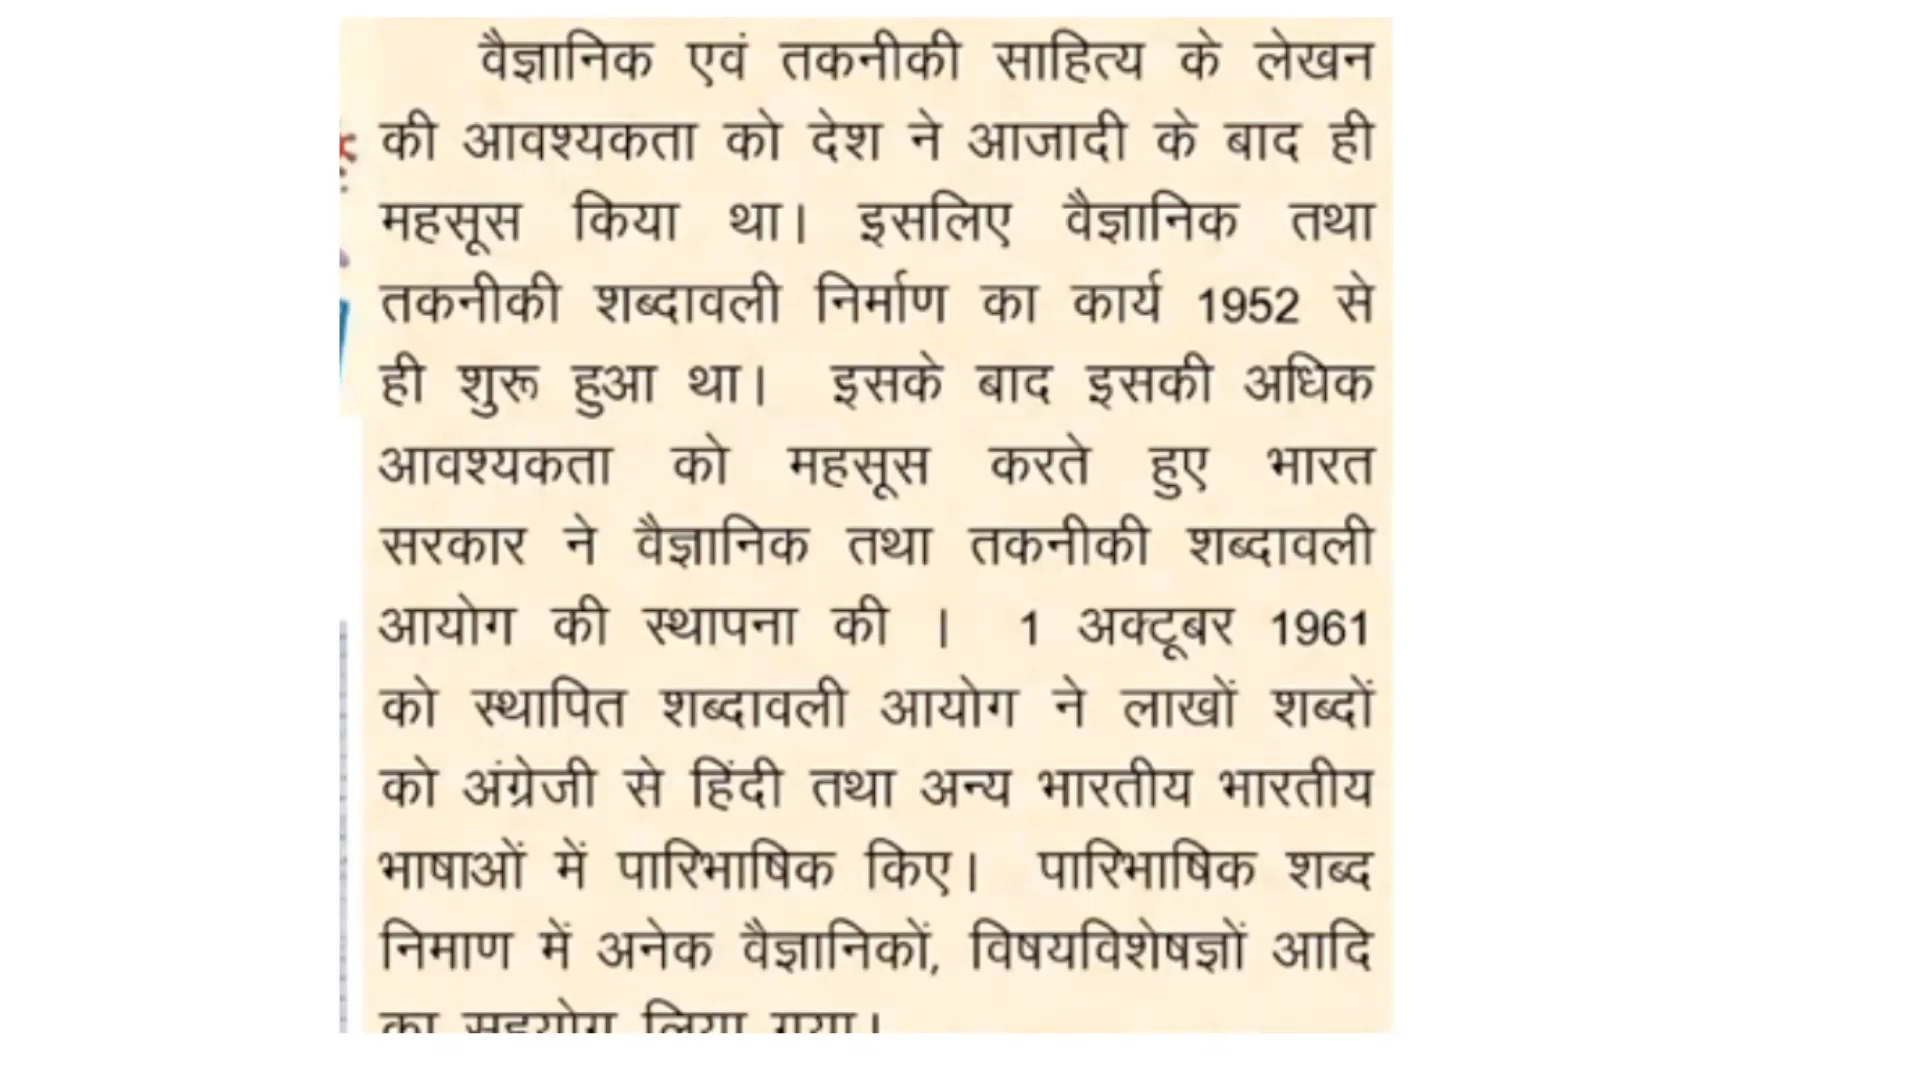 वैज्ञानिक एवं तकनीकी साहित्य के लेखन
की आवश्यकता को देश ने आजादी के बाद ही
महसूस किया था। इसलिए वैज्ञानिक तथा
तकनीकी शब्दावली निर्माण का कार्य 1952 से
ही शुरू हुआ था। इसके बाद इसकी अधिक
आवश्यकता को महसूस करते हुए भारत
सरकार ने वैज्ञानिक तथा तकनीकी शब्दावली
आयोग की स्थापना की । 1 अक्टूबर 1961
को स्थापित शब्दावली आयोग ने लाखों शब्दों
को अंग्रेजी से हिंदी तथा अन्य भारतीय भारतीय
भाषाओं में पारिभाषिक किए। पारिभाषिक शब्द
निमाण में अनेक वैज्ञानिकों, विषयविशेषज्ञों आदि
का सहयोग लिया गया।